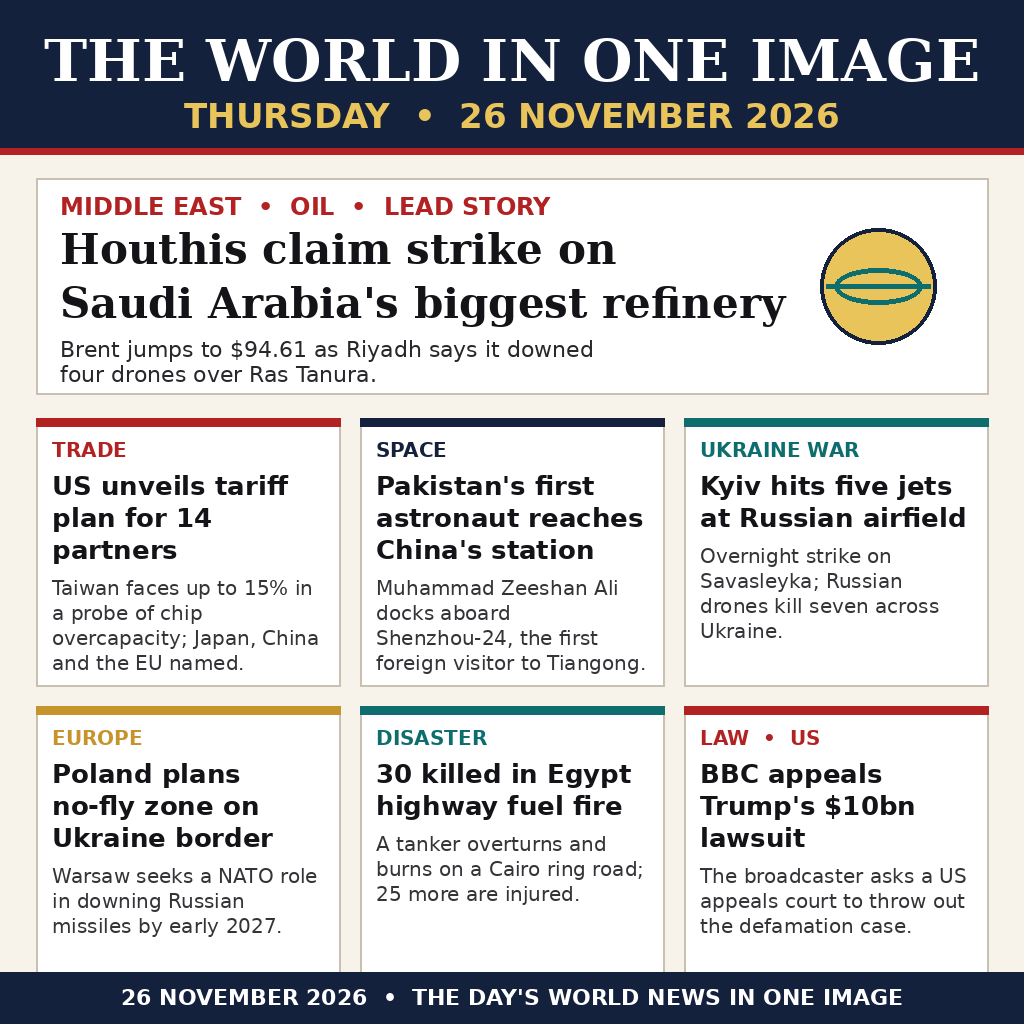 THE WORLD IN ONE IMAGE
THURSDAY • 26 NOVEMBER 2026
MIDDLE EAST • OIL • LEAD STORY
Houthis claim strike on
Saudi Arabia's biggest refinery
Brent jumps to $94.61 as Riyadh says it downed
four drones over Ras Tanura.
TRADE
US unveils tariff
plan for 14
partners
Taiwan faces up to 15% in
a probe of chip
overcapacity; Japan, China
and the EU named.
SPACE
Pakistan's first
astronaut reaches
China's station
Muhammad Zeeshan Ali
docks aboard
Shenzhou-24, the first
foreign visitor to Tiangong.
UKRAINE WAR
Kyiv hits five jets
at Russian airfield
Overnight strike on
Savasleyka; Russian
drones kill seven across
Ukraine.
EUROPE
Poland plans
no-fly zone on
Ukraine border
Warsaw seeks a NATO role
in downing Russian
missiles by early 2027.
DISASTER
30 killed in Egypt
highway fuel fire
A tanker overturns and
burns on a Cairo ring road;
25 more are injured.
LAW • US
BBC appeals
Trump's $10bn
lawsuit
The broadcaster asks a US
appeals court to throw out
the defamation case.
26 NOVEMBER 2026 • THE DAY'S WORLD NEWS IN ONE IMAGE